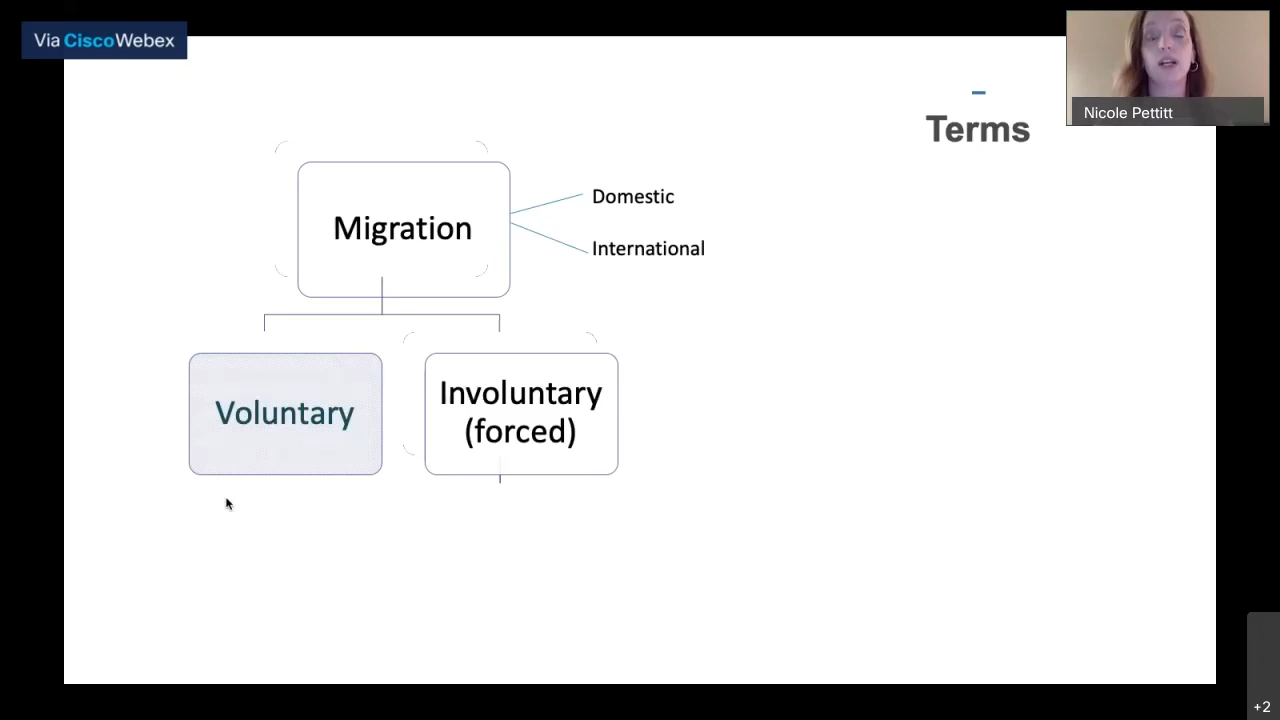 Via CiscoWebex
Nicole Pettitt
Terms
Migration
Domestic
International
Voluntary
Involuntary
(forced)
+2